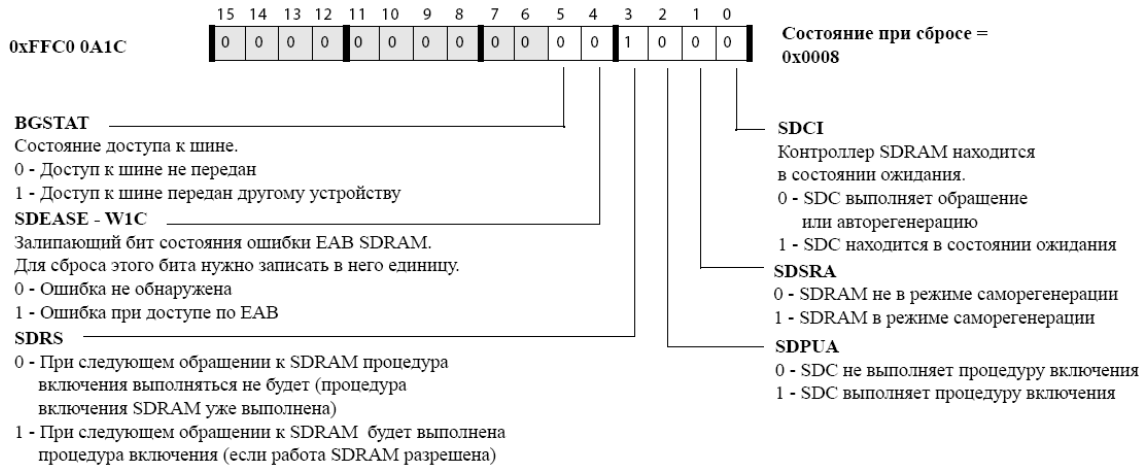 15 14 13 12 11 10 9 8 7 6 5 4 3 2 1 0
0xFFC0 0A1C
0 0 0 0 0 0 0 0 0 0 0 0 1 0 0 0
Состояние при сбросе =
0x0008
BGSTAT
Состояние доступа к шине.
0 - Доступ к шине не передан
1 - Доступ к шине передан другому устройству
SDEASE - W1C
Залипающий бит состояния ошибки EAB SDRAM.
Для сброса этого бита нужно записать в него единицу.
0 - Ошибка не обнаружена
1 - Ошибка при доступе по EAB
SDRS
0 - При следующем обращении к SDRAM процедура
включения выполняться не будет (процедура
включения SDRAM уже выполнена)
1 - При следующем обращении к SDRAM будет выполнена
процедура включения (если работа SDRAM разрешена)
SDCI
Контроллер SDRAM находится
в состоянии ожидания.
0 - SDC выполняет обращение
или авторегенерацию
1 - SDC находится в состоянии ожидания
SDSRA
0 - SDRAM не в режиме саморегенерации
1 - SDRAM в режиме саморегенерации
SDPUA
0 - SDC не выполняет процедуру включения
1 - SDC выполняет процедуру включения